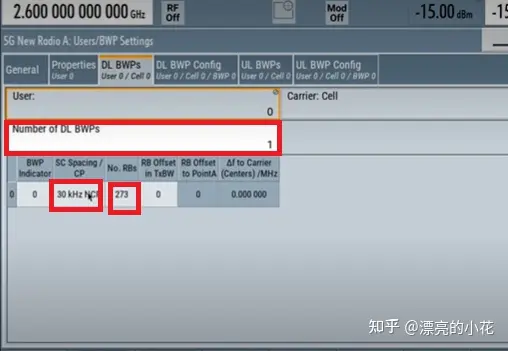 2.600 000 000 000 GHz
RF
Off
Mod
Off
-15.00 dBm
-15
5G New Radio A: Users/BWP Settings
General
Properties
User 0
DL BWPs
User 0 / Cell 0
DL BWP Config
User 0 / Cell 0 / BWP 0
UL BWPs
User 0 / Cell 0
UL BWP Config
User 0 / Cell 0 / BWP 0
User:
0
Carrier: Cell
Number of DL BWPs
1
BWP
Indicator
SC Spacing /
CP
No. RBs
RB Offset
in TxBW
RB Offset
to PointA
Δf to Carrier
(Centers) /MHz
0
0
30 kHz NCP
273
0
0
0.000 000
知乎 @漂亮的小花